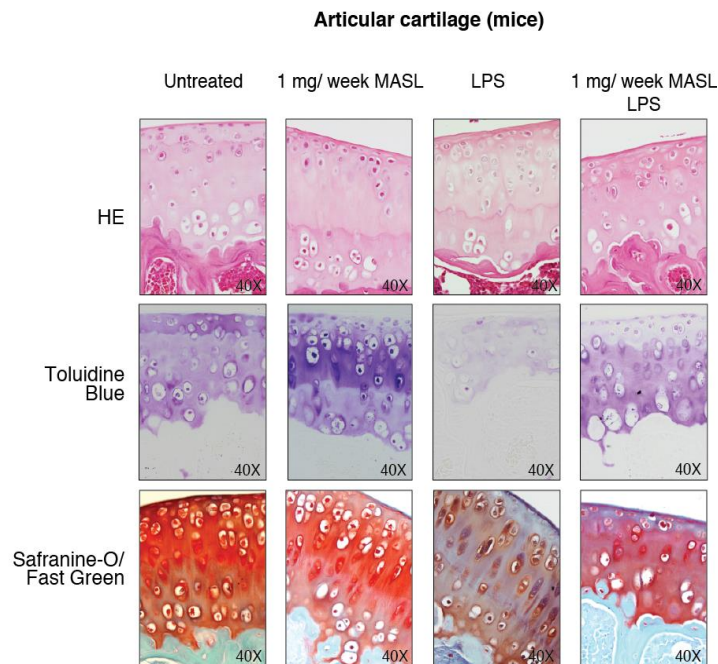 Articular cartilage (mice)
Untreated
1 mg/ week MASL
LPS
1 mg/ week MASL
LPS
HE
40X
40X
40X
40X
Toluidine
Blue
40X
40X
40X
40X
Safranine-O/
Fast Green
40X
40X
40X
40X